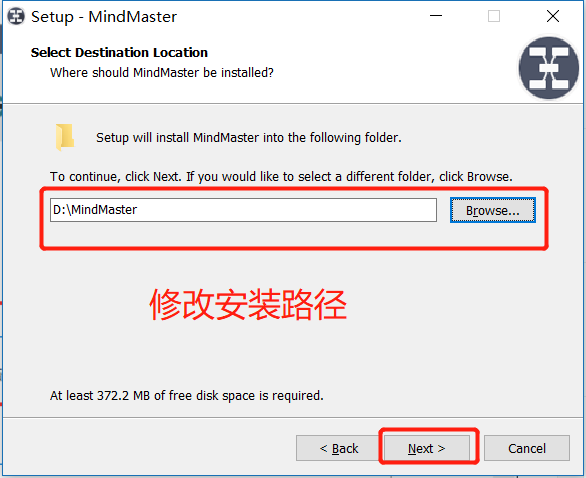 Setup - MindMaster
Select Destination Location
Where should MindMaster be installed?
Setup will install MindMaster into the following folder.
To continue, click Next. If you would like to select a different folder, click Browse.
D:\MindMaster
Browse...
修改安装路径
At least 372.2 MB of free disk space is required.
< Back
Next >
Cancel